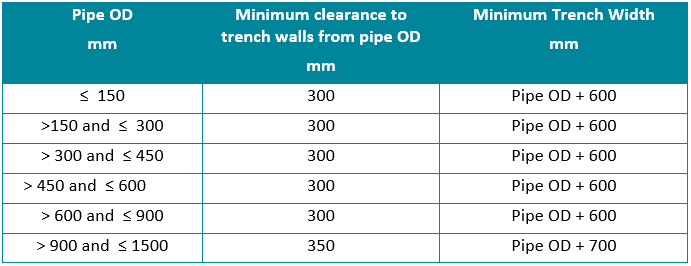 Pipe OD
mm
Minimum clearance to
trench walls from pipe OD
mm
Minimum Trench Width
mm
≤ 150 300 Pipe OD + 600
>150 and ≤ 300 300 Pipe OD + 600
> 300 and ≤ 450 300 Pipe OD + 600
> 450 and ≤ 600 300 Pipe OD + 600
> 600 and ≤ 900 300 Pipe OD + 600
> 900 and ≤ 1500 350 Pipe OD + 700